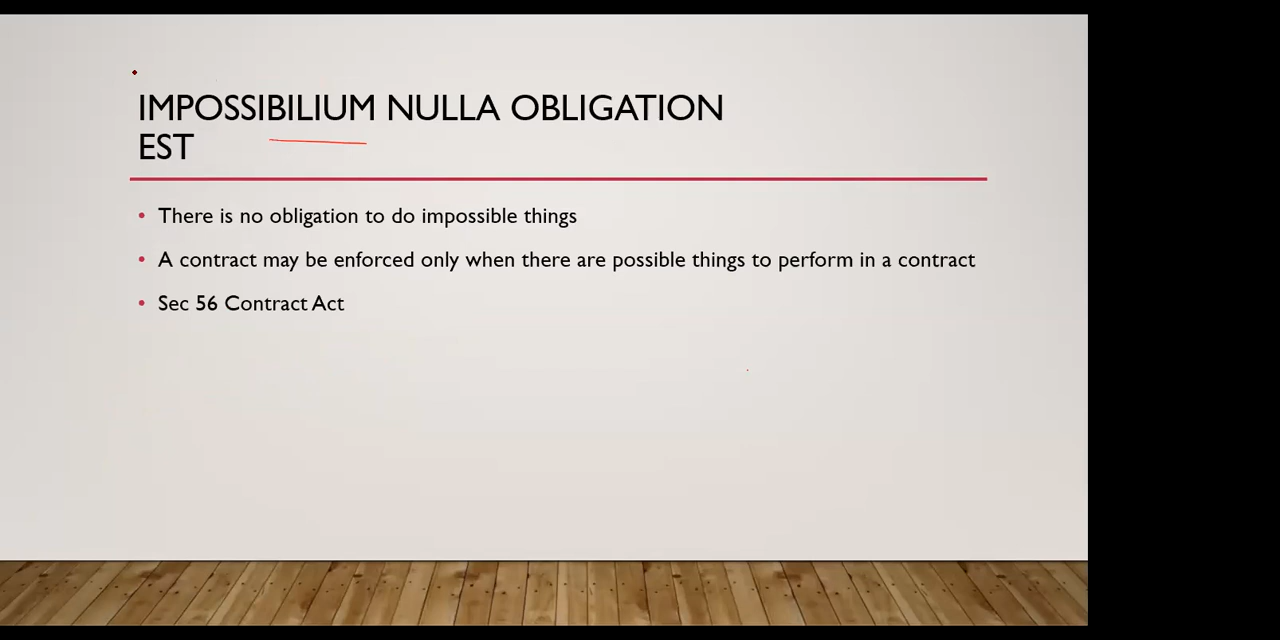 IMPOSSIBILIUM NULLA OBLIGATION
EST
• There is no obligation to do impossible things
• A contract may be enforced only when there are possible things to perform in a contract
• Sec 56 Contract Act